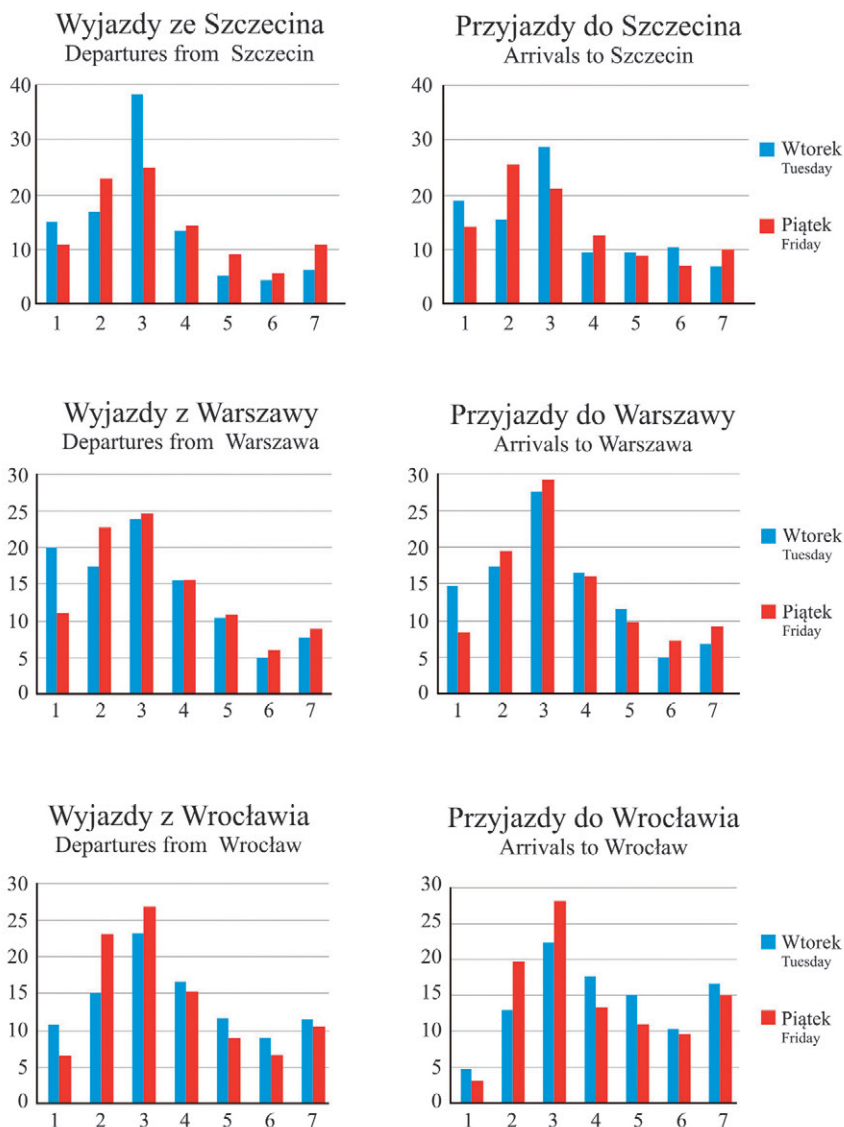 Wyjazdy ze Szczecina
Departures from Szczecin
40
30
20
10
0
1 2 3 4 5 6 7
Przyjazdy do Szczecina
Arrivals to Szczecin
40
30
20
10
0
1 2 3 4 5 6 7
Wtorek
Tuesday
Piątek
Friday
Wyjazdy z Warszawy
Departures from Warszawa
30
25
20
15
10
5
0
1 2 3 4 5 6 7
Przyjazdy do Warszawy
Arrivals to Warszawa
30
25
20
15
10
5
0
1 2 3 4 5 6 7
Wtorek
Tuesday
Piątek
Friday
Wyjazdy z Wrocławia
Departures from Wrocław
30
25
20
15
10
5
0
1 2 3 4 5 6 7
Przyjazdy do Wrocławia
Arrivals to Wrocław
30
25
20
15
10
5
0
1 2 3 4 5 6 7
Wtorek
Tuesday
Piątek
Friday